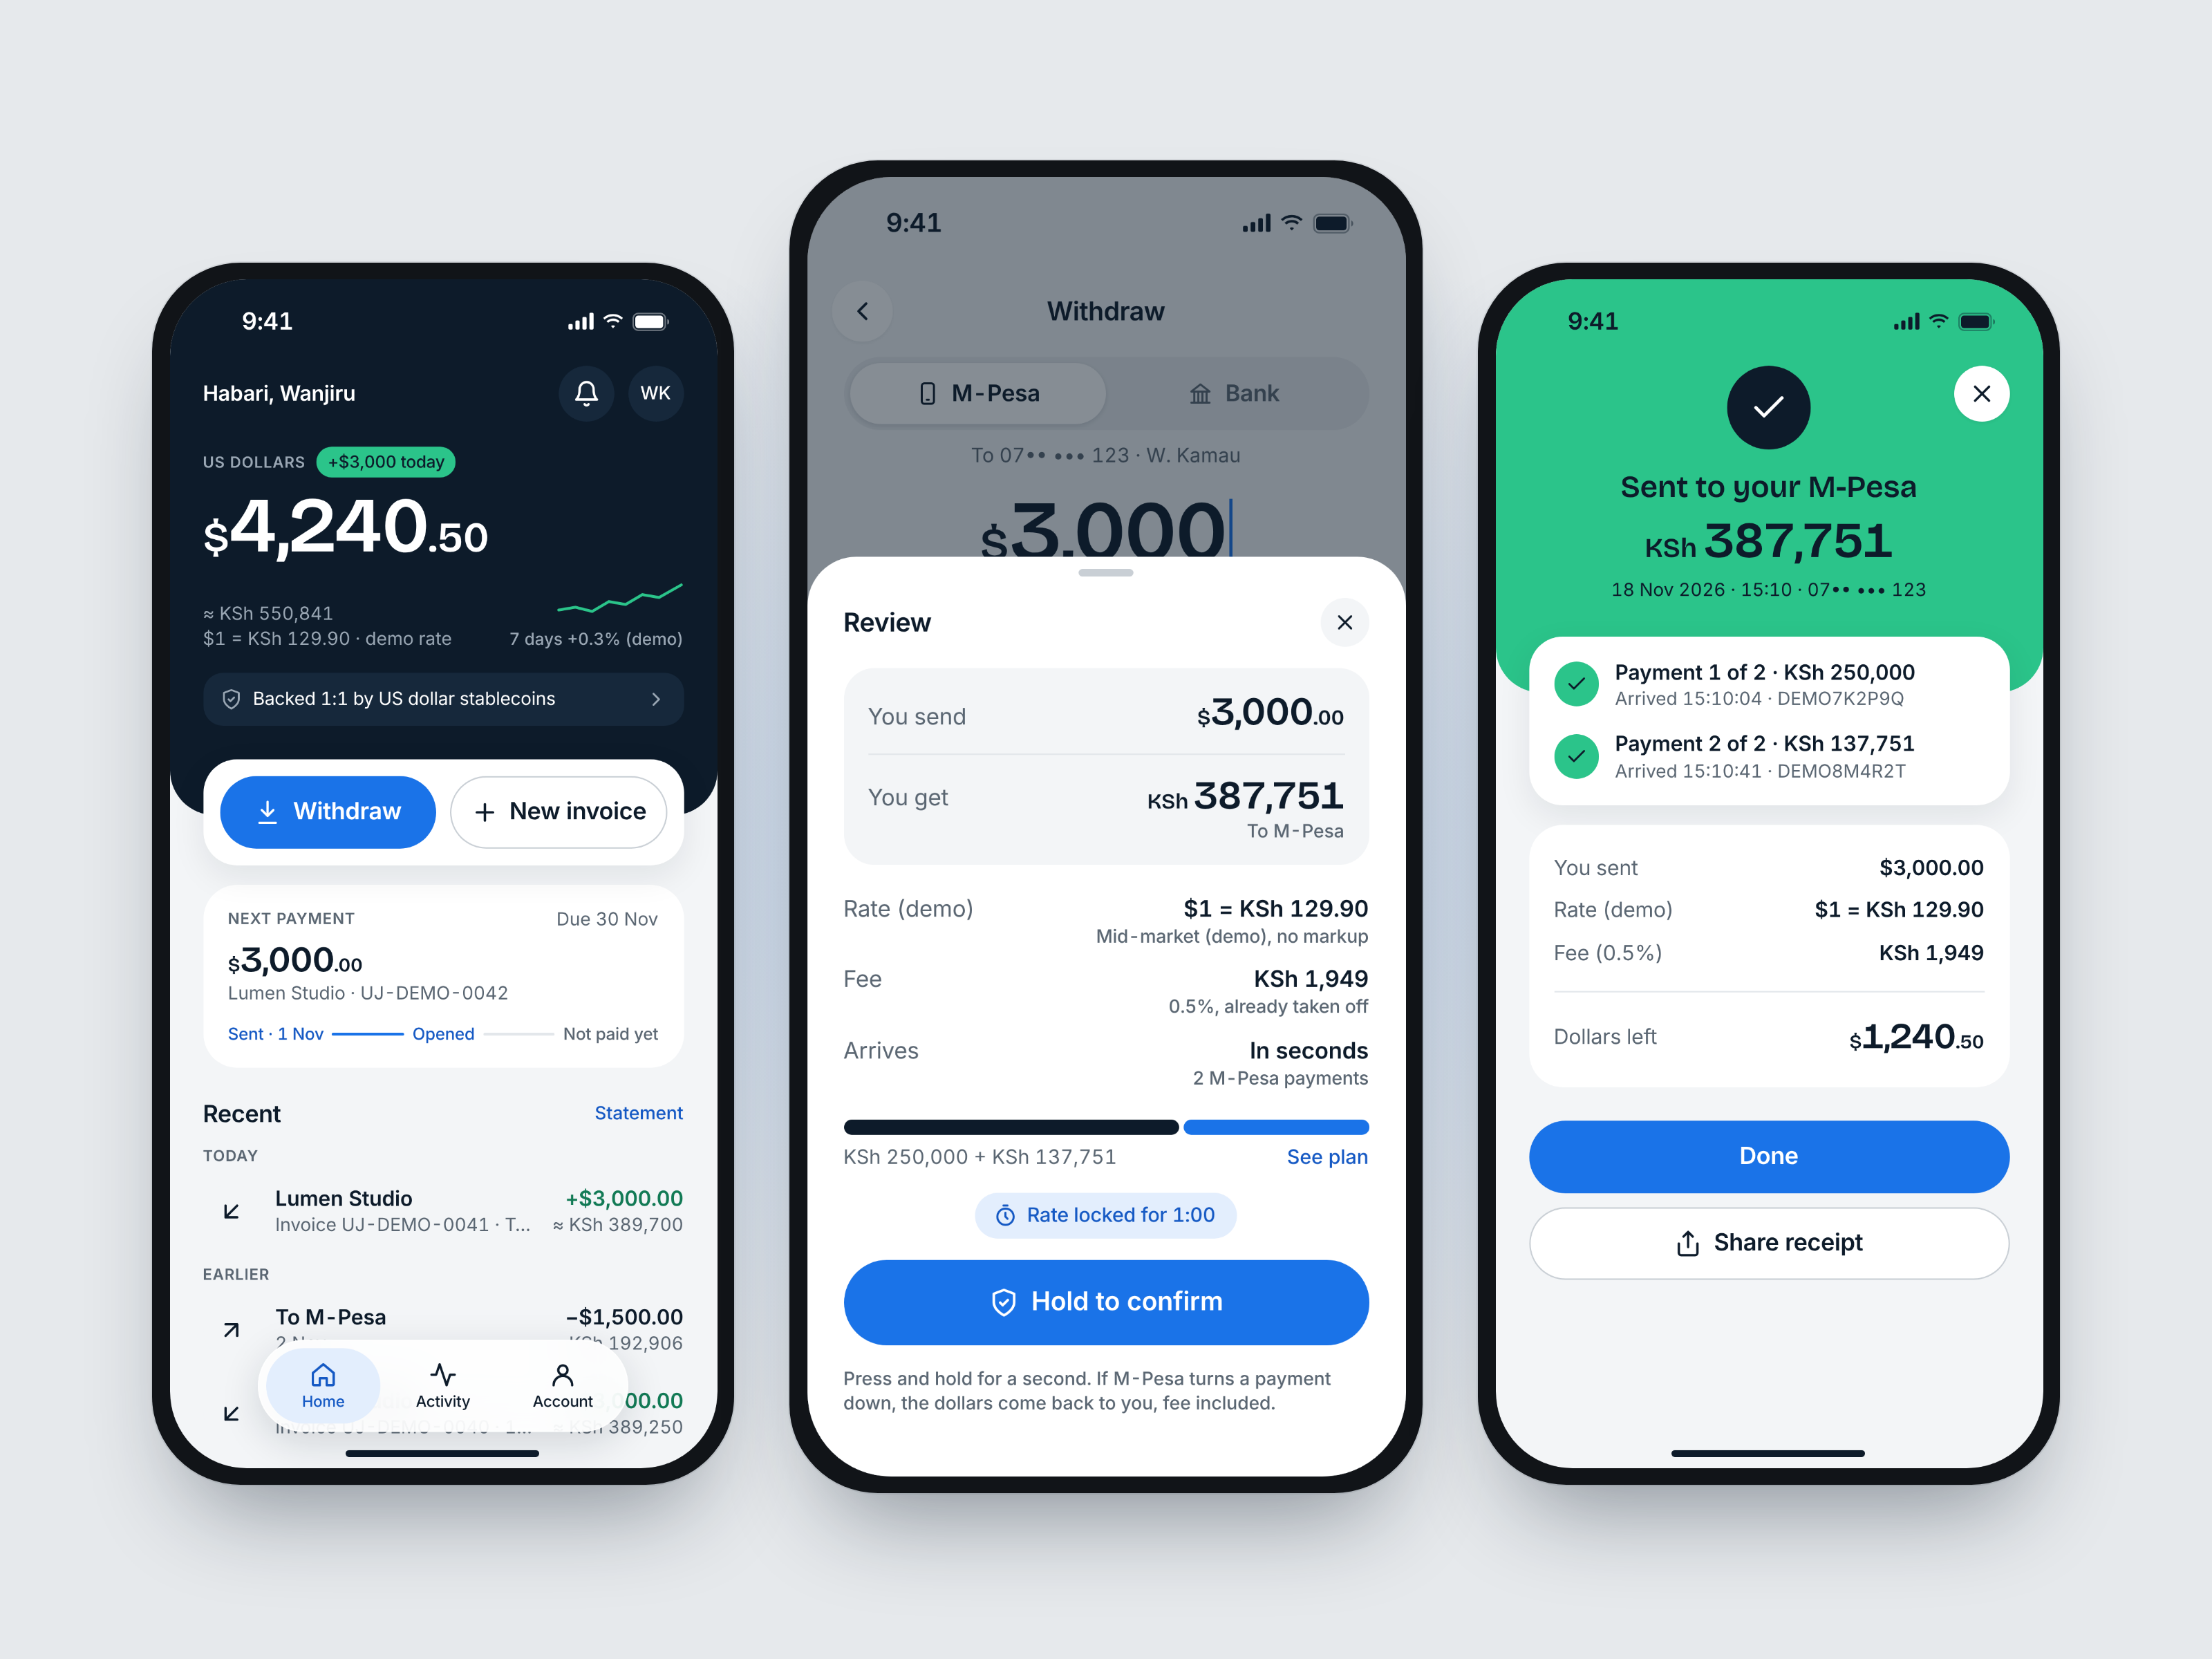 9:41
Habari, Wanjiru
WK
US DOLLARS
+$3,000 today
$4,240.50
≈ KSh 550,841
$1 = KSh 129.90 · demo rate
7 days +0.3% (demo)
Backed 1:1 by US dollar stablecoins
Withdraw
New invoice
NEXT PAYMENT
Due 30 Nov
$3,000.00
Lumen Studio · UJ-DEMO-0042
Sent · 1 Nov
Opened
Not paid yet
Recent
Statement
TODAY
Lumen Studio
+$3,000.00
Invoice UJ-DEMO-0041 · T...
≈ KSh 389,700
EARLIER
To M-Pesa
−$1,500.00
192,906
Home
Activity
Account
Invoice UJ-DEMO-0040 · 1...
≈ KSh 389,250
9:41
Withdraw
M-Pesa
Bank
To 07•• ••• 123 · W. Kamau
$3,000
Review
You send
$3,000.00
You get
KSh 387,751
To M-Pesa
Rate (demo)
$1 = KSh 129.90
Mid-market (demo), no markup
Fee
KSh 1,949
0.5%, already taken off
Arrives
In seconds
2 M-Pesa payments
KSh 250,000 + KSh 137,751
See plan
Rate locked for 1:00
Hold to confirm
Press and hold for a second. If M-Pesa turns a payment
down, the dollars come back to you, fee included.
9:41
Sent to your M-Pesa
KSh 387,751
18 Nov 2026 · 15:10 · 07•• ••• 123
Payment 1 of 2 · KSh 250,000
Arrived 15:10:04 · DEMO7K2P9Q
Payment 2 of 2 · KSh 137,751
Arrived 15:10:41 · DEMO8M4R2T
You sent
$3,000.00
Rate (demo)
$1 = KSh 129.90
Fee (0.5%)
KSh 1,949
Dollars left
$1,240.50
Done
Share receipt